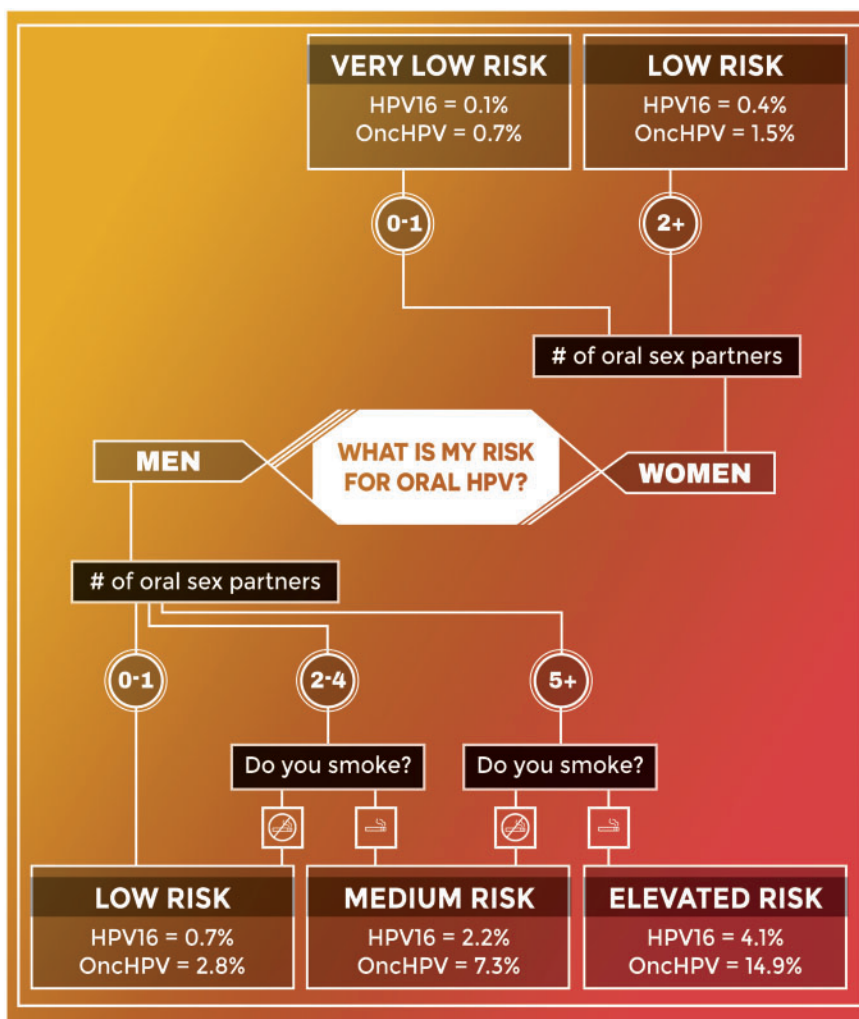 VERY LOW RISK
HPV16 = 0.1%
OncHPV = 0.7%
LOW RISK
HPV16 = 0.4%
OncHPV = 1.5%
0-1
2+
# of oral sex partners
MEN
WHAT IS MY RISK
FOR ORAL HPV?
WOMEN
# of oral sex partners
0-1
2-4
5+
Do you smoke?
Do you smoke?
LOW RISK
HPV16 = 0.7%
OncHPV = 2.8%
MEDIUM RISK
HPV16 = 2.2%
OncHPV = 7.3%
ELEVATED RISK
HPV16 = 4.1%
OncHPV = 14.9%